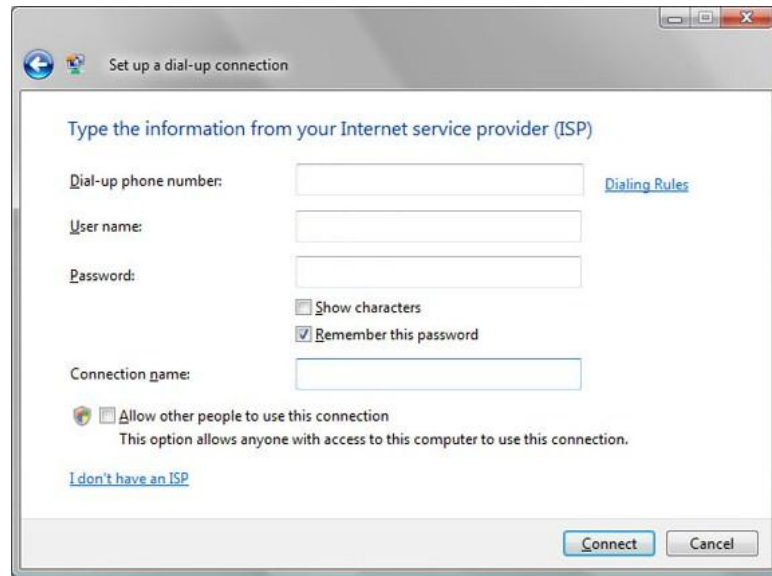 Set up a dial-up connection
Type the information from your Internet service provider (ISP)
Dial-up phone number:
Dialing Rules
User name:
Password:
Show characters
Remember this password
Connection name:
Allow other people to use this connection
This option allows anyone with access to this computer to use this connection.
I don't have an ISP
Connect Cancel